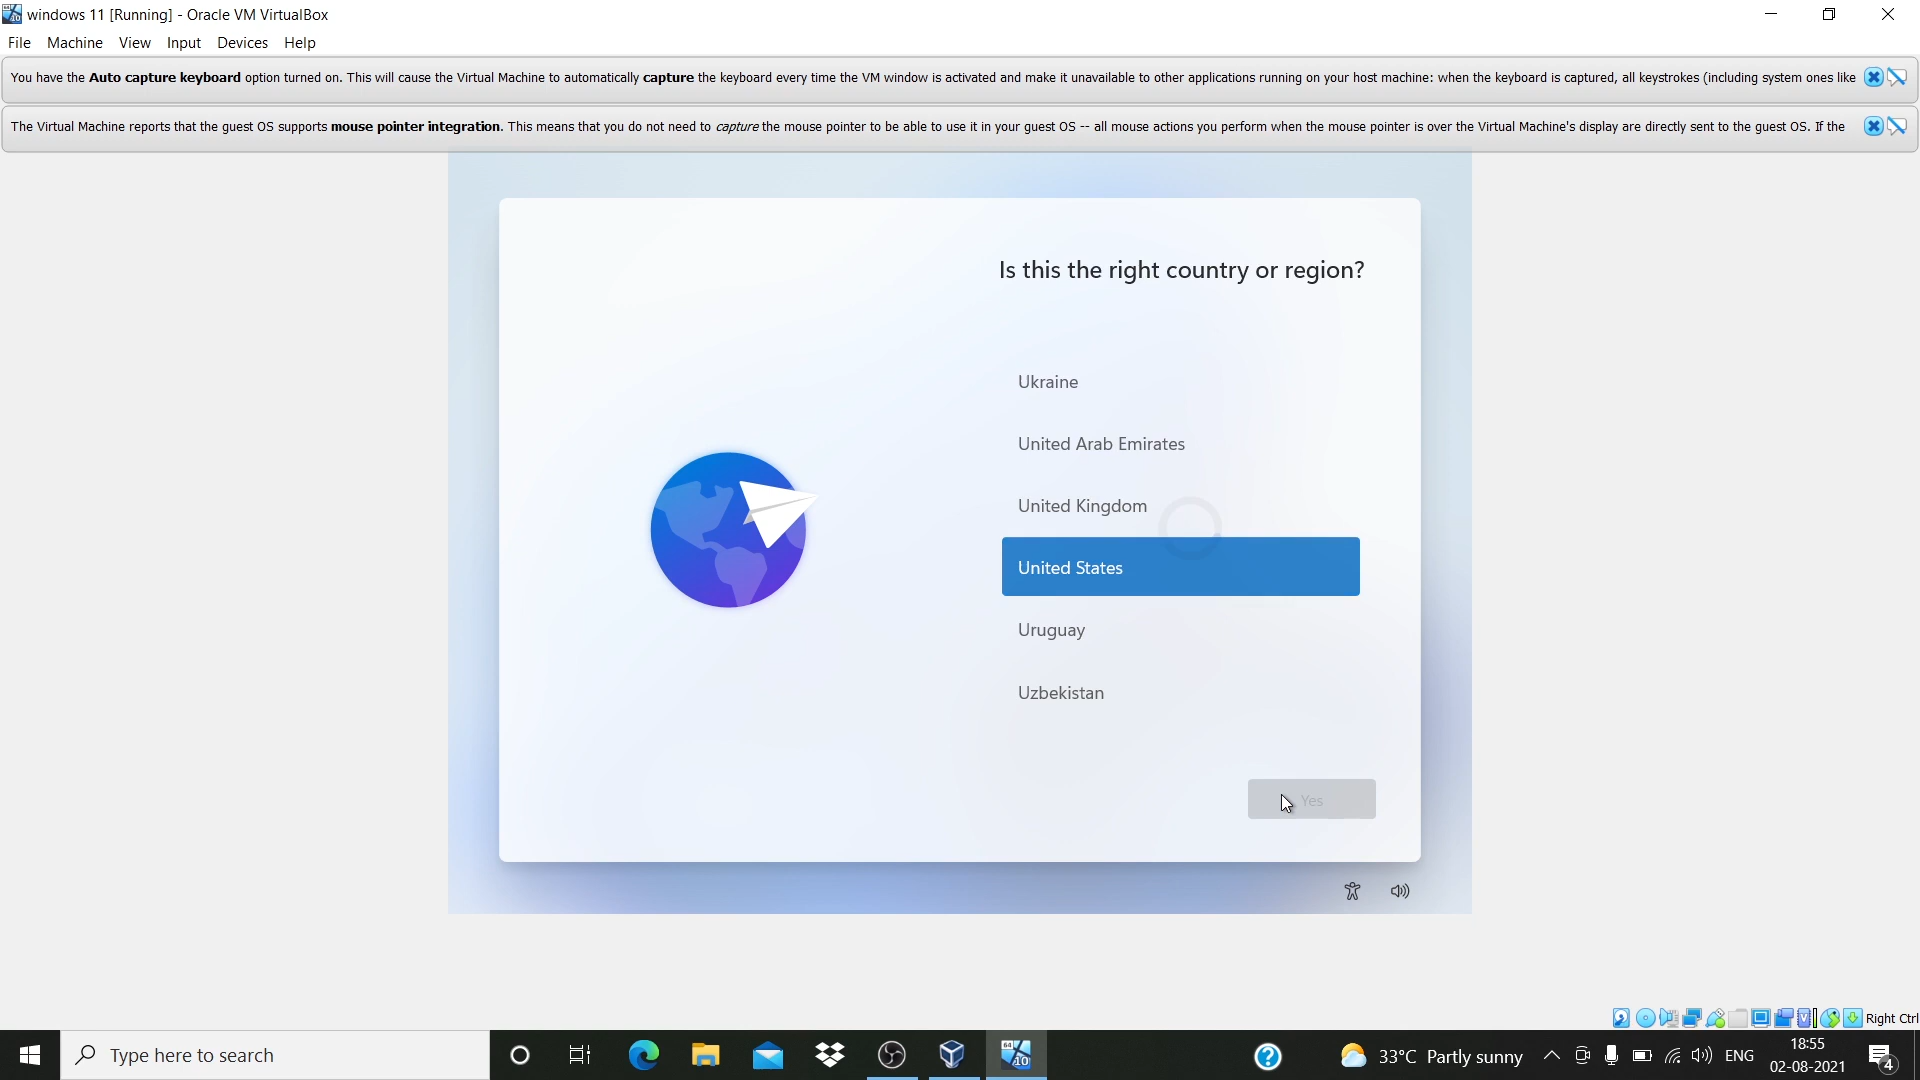 windows 11 [Running] - Oracle VM VirtualBox
File Machine View Input Devices Help
You have the Auto capture keyboard option turned on. This will cause the Virtual Machine to automatically capture the keyboard every time the VM window is activated and make it unavailable to other applications running on your host machine: when the keyboard is captured, all keystrokes (including system ones like
The Virtual Machine reports that the guest OS supports mouse pointer integration. This means that you do not need to capture the mouse pointer to be able to use it in your guest OS -- all mouse actions you perform when the mouse pointer is over the Virtual Machine's display are directly sent to the guest OS. If the
Is this the right country or region?
Ukraine
United Arab Emirates
United Kingdom
United States
Uruguay
Uzbekistan
Yes
Right Ctrl
Type here to search
33°C Partly sunny
ENG
18:55
02-08-2021
4
64
10